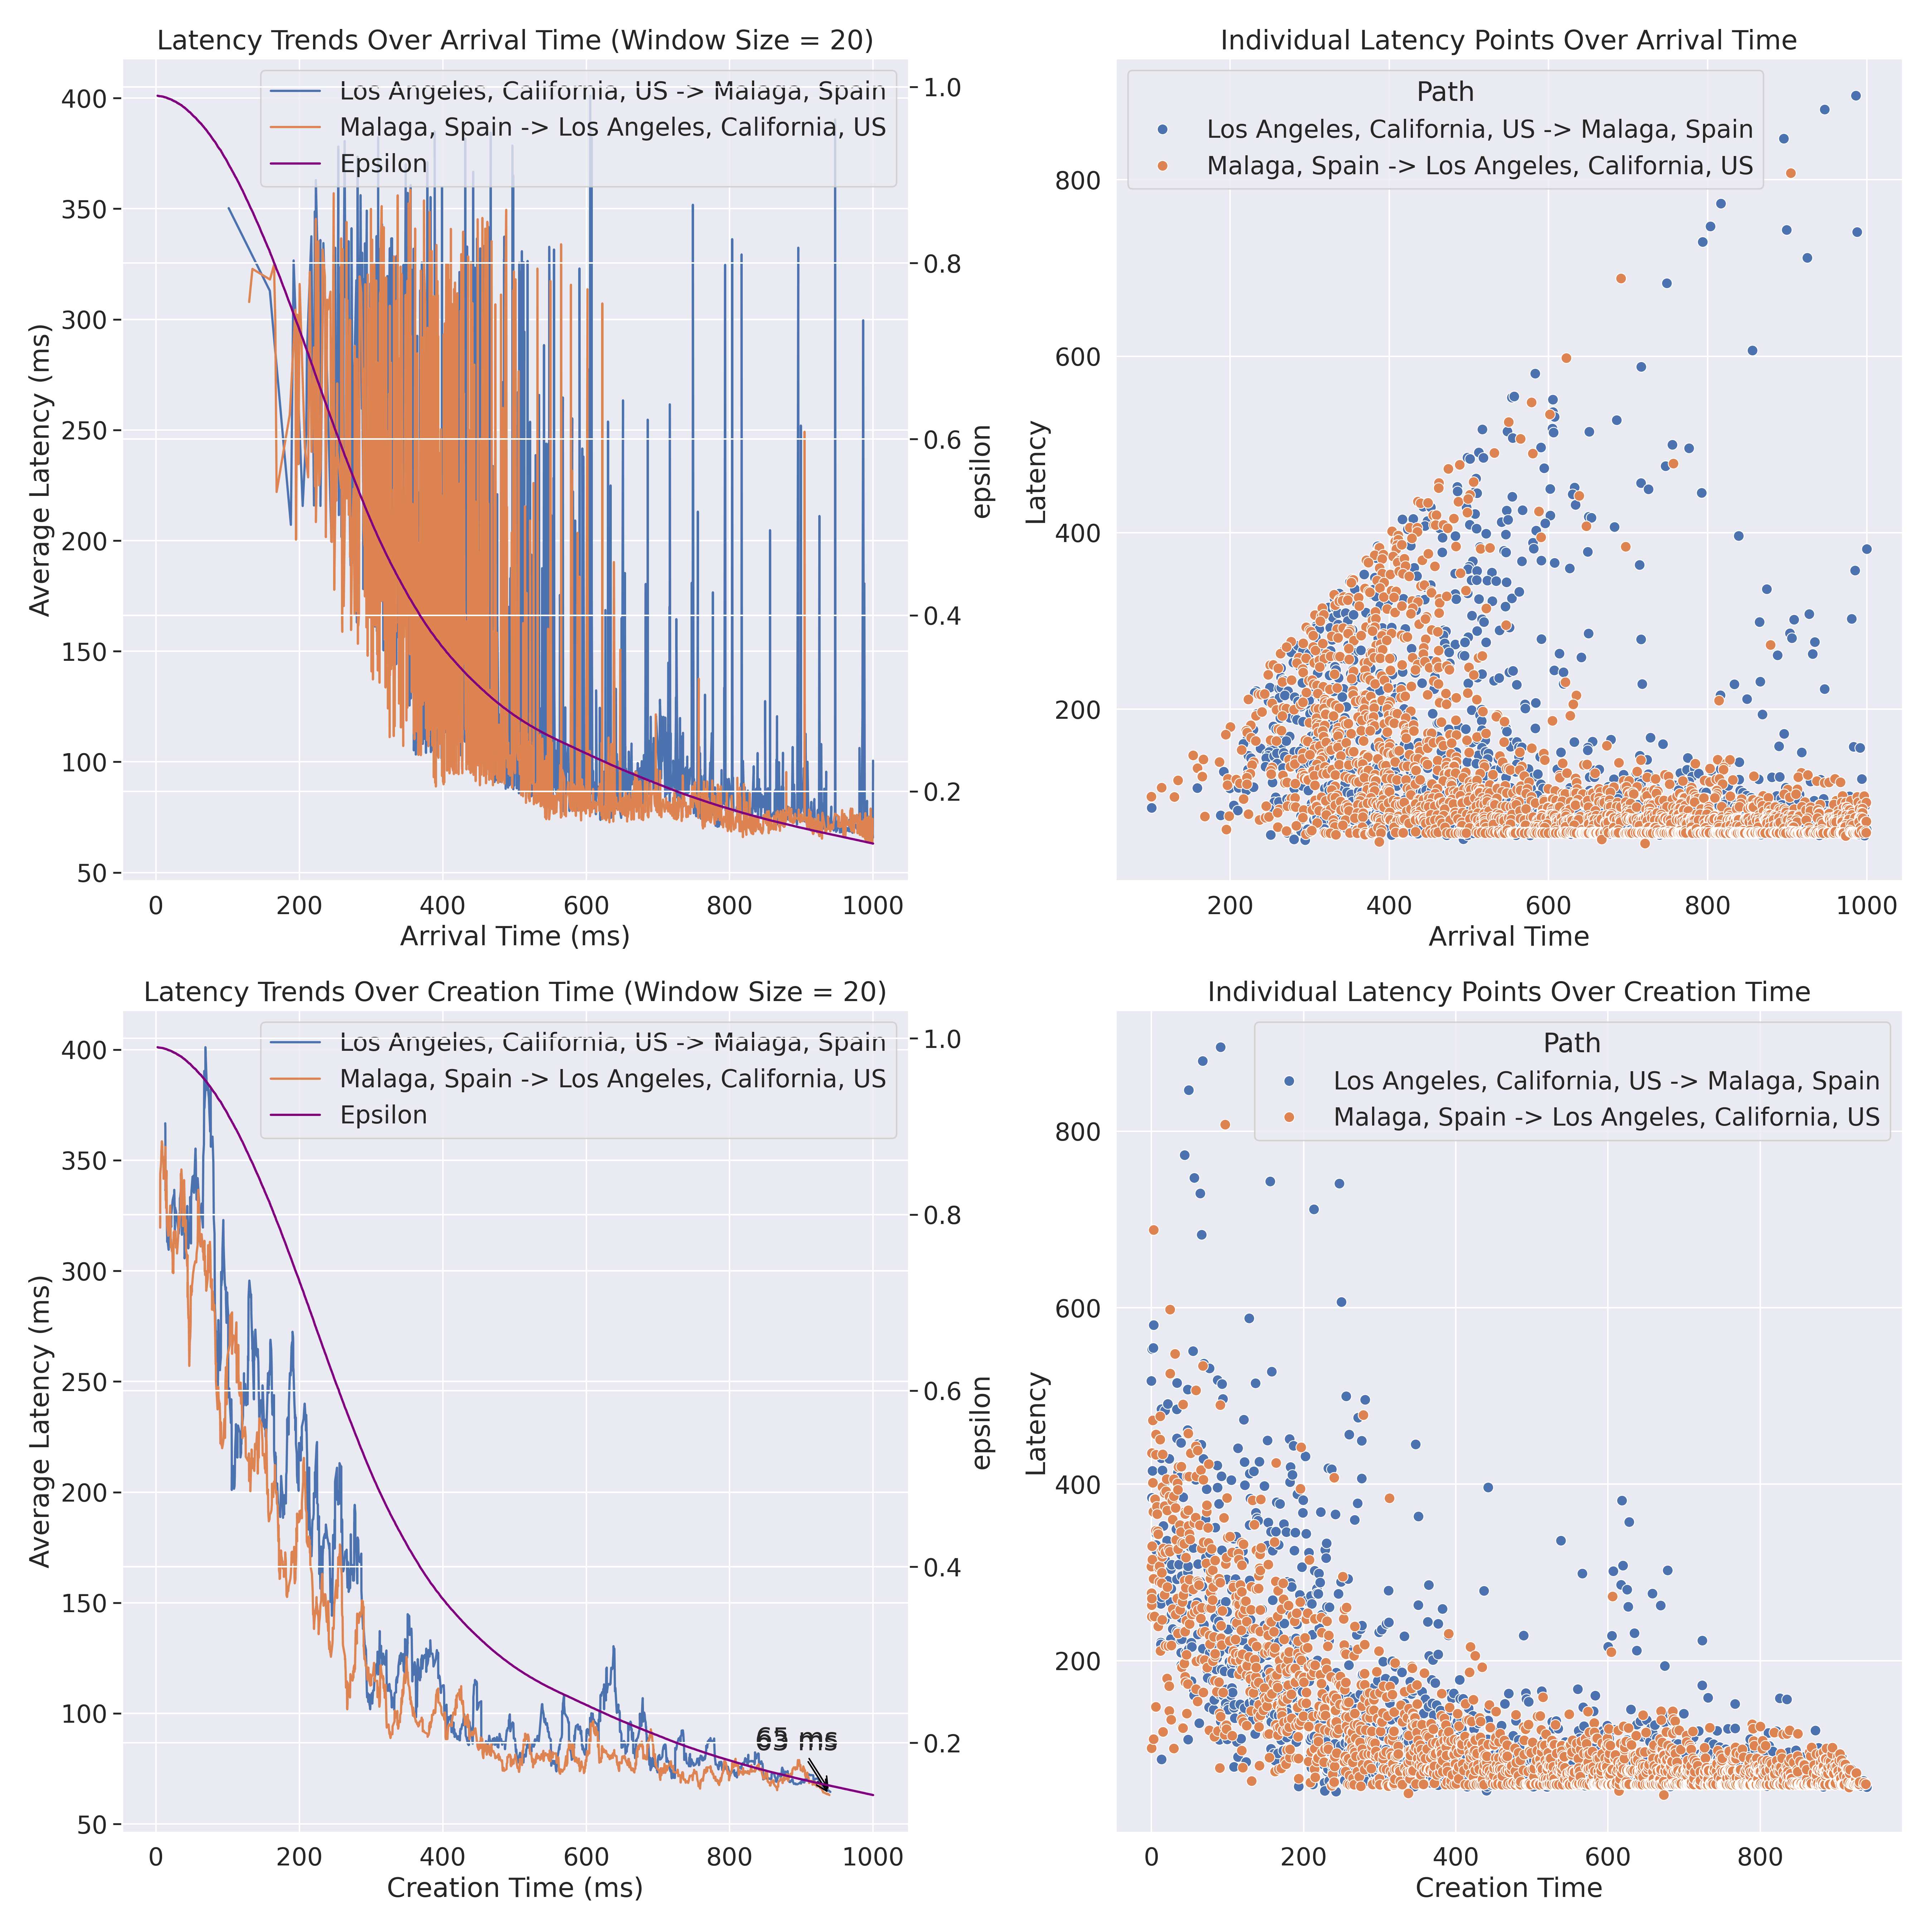 Latency Trends Over Arrival Time (Window Size = 20)
Los Angeles, California, US -> Malaga, Spain
Malaga, Spain -> Los Angeles, California, US
Epsilon
400
350
300
250
200
150
100
50
Average Latency (ms)
1.0
0.8
0.6
0.4
0.2
epsilon
0 200 400 600 800 1000
Arrival Time (ms)
Individual Latency Points Over Arrival Time
Path
Los Angeles, California, US -> Malaga, Spain
Malaga, Spain -> Los Angeles, California, US
800
600
400
200
Latency
200 400 600 800 1000
Arrival Time
Latency Trends Over Creation Time (Window Size = 20)
Los Angeles, California, US -> Malaga, Spain
Malaga, Spain -> Los Angeles, California, US
Epsilon
400
350
300
250
200
150
100
50
Average Latency (ms)
1.0
0.8
0.6
0.4
0.2
epsilon
65 ms
63 ms
0 200 400 600 800 1000
Creation Time (ms)
Individual Latency Points Over Creation Time
Path
Los Angeles, California, US -> Malaga, Spain
Malaga, Spain -> Los Angeles, California, US
800
600
400
200
Latency
0 200 400 600 800
Creation Time